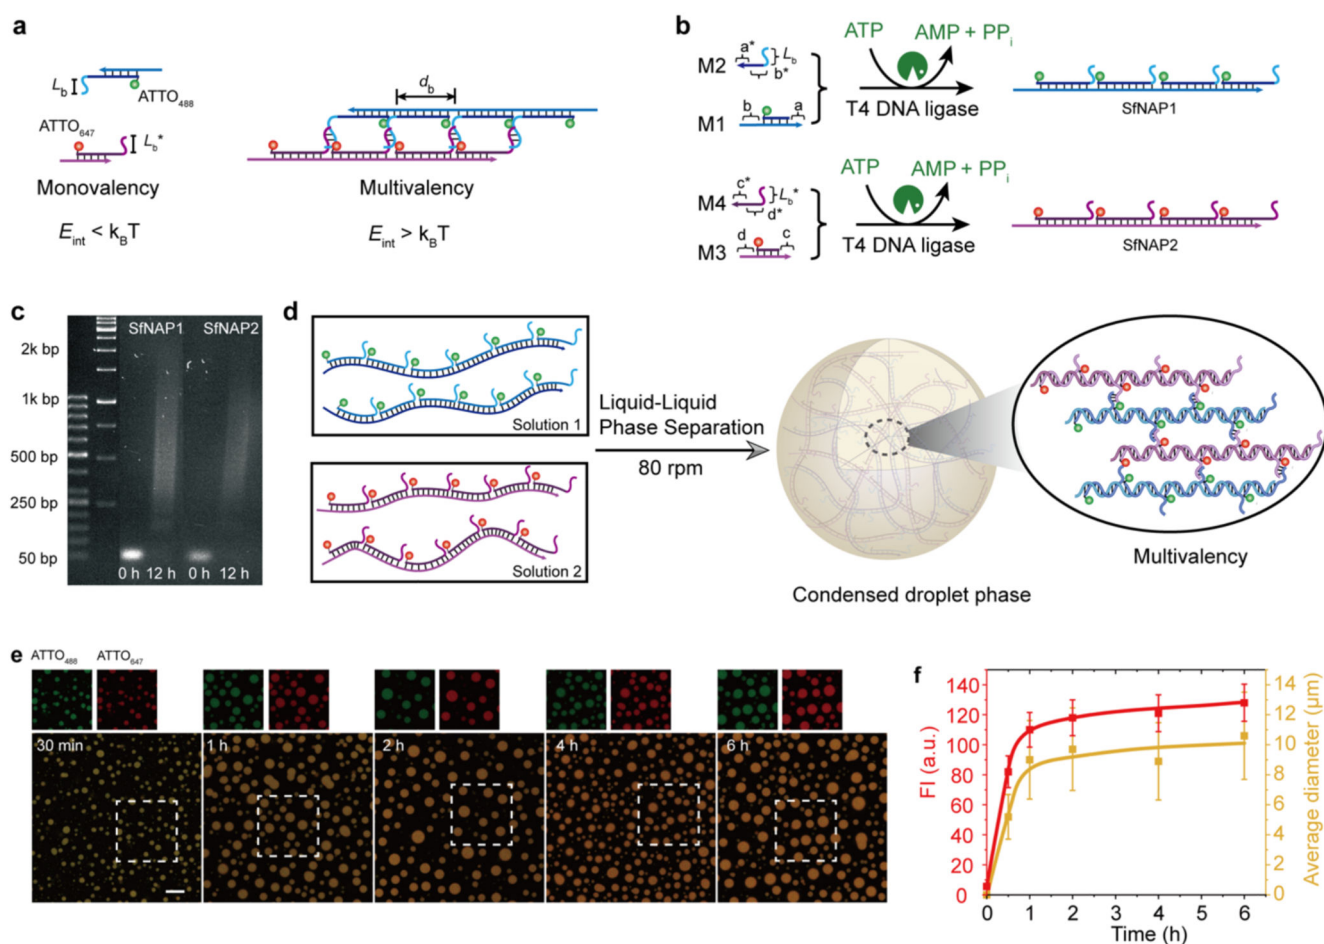 a
L_b
ATTO_488
ATTO_647
L_b*
Monovalency
E_int < k_BT
d_b
Multivalency
E_int > k_BT
b
M2
a*
L_b
b*
M1
b
a
ATP
AMP + PP_i
T4 DNA ligase
SfNAP1
M4
c*
L_b*
d*
M3
d
c
ATP
AMP + PP_i
T4 DNA ligase
SfNAP2
c
SfNAP1
SfNAP2
2k bp
1k bp
500 bp
250 bp
50 bp
0 h
12 h
0 h
12 h
d
Solution 1
Solution 2
Liquid-Liquid
Phase Separation
80 rpm
Condensed droplet phase
Multivalency
e
ATTO_488
ATTO_647
30 min
1 h
2 h
4 h
6 h
f
FI (a.u.)
140
120
100
80
60
40
20
0
0
1
2
3
4
5
6
Time (h)
14
12
10
8
6
4
2
0
Average diameter (μm)